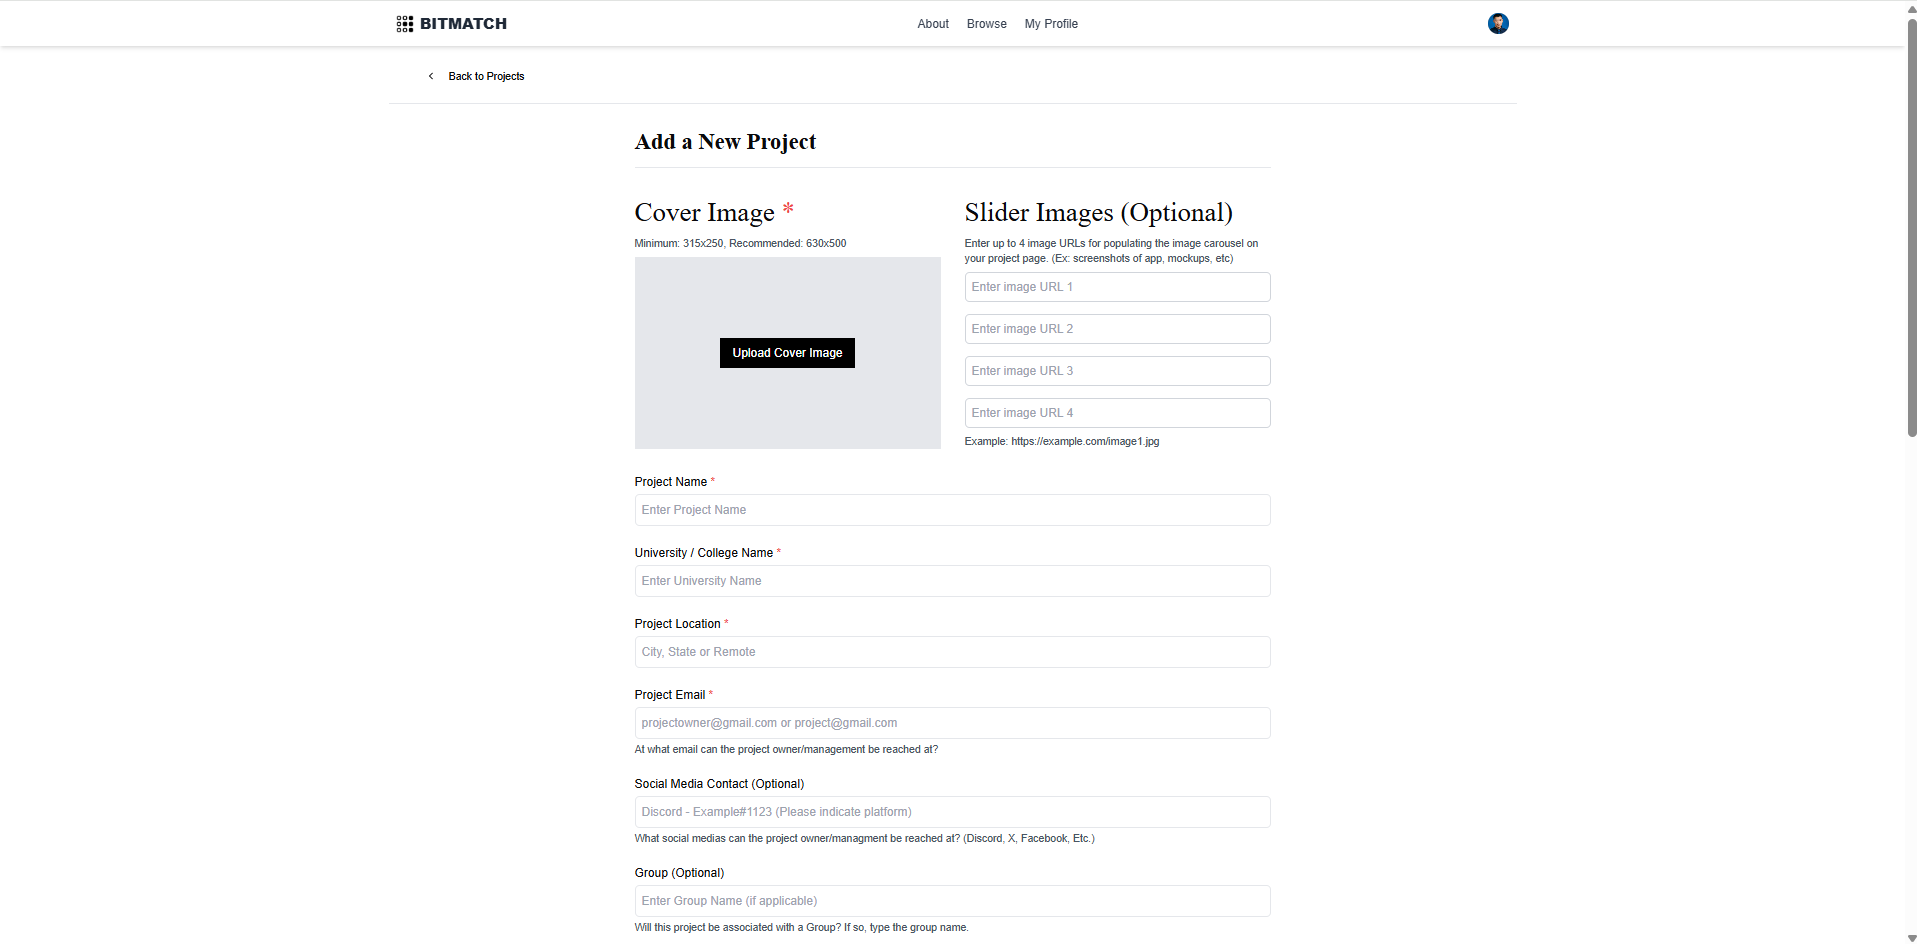 BITMATCH
About
Browse
My Profile
Back to Projects
Add a New Project
Cover Image *
Minimum: 315x250, Recommended: 630x500
Upload Cover Image
Slider Images (Optional)
Enter up to 4 image URLs for populating the image carousel on
your project page. (Ex: screenshots of app, mockups, etc)
Enter image URL 1
Enter image URL 2
Enter image URL 3
Enter image URL 4
Example: https://example.com/image1.jpg
Project Name *
Enter Project Name
University / College Name *
Enter University Name
Project Location *
City, State or Remote
Project Email *
projectowner@gmail.com or project@gmail.com
At what email can the project owner/management be reached at?
Social Media Contact (Optional)
Discord - Example#1123 (Please indicate platform)
What social medias can the project owner/managment be reached at? (Discord, X, Facebook, Etc.)
Group (Optional)
Enter Group Name (if applicable)
Will this project be associated with a Group? If so, type the group name.